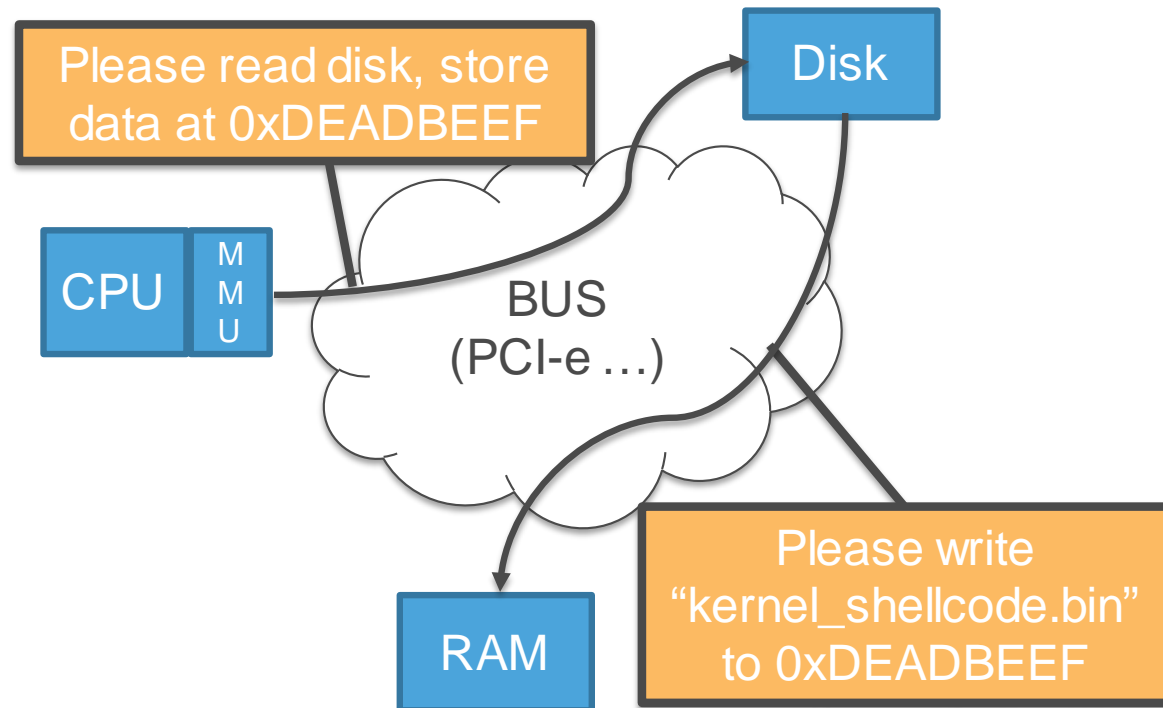 Please read disk, store
data at 0xDEADBEEF
Disk
CPU
M
M
U
BUS
(PCI-e …)
Please write
“kernel_shellcode.bin”
to 0xDEADBEEF
RAM